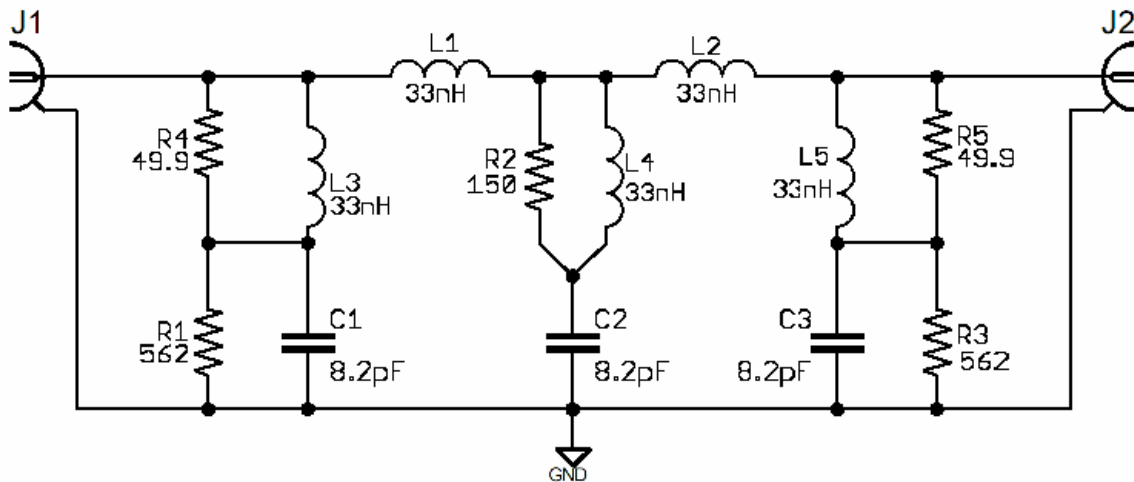 J1
J2
L1
33nH
L2
33nH
R4
49.9
L3
33nH
R2
150
L4
33nH
L5
33nH
R5
49.9
R1
562
C1
8.2pF
C2
8.2pF
C3
8.2pF
R3
562
GND